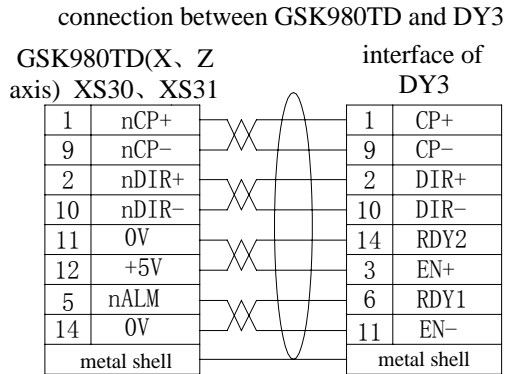 connection between GSK980TD and DY3
GSK980TD(X、Z
axis) XS30、XS31
interface of
DY3
1 nCP+ 1 CP+
9 nCP- 9 CP-
2 nDIR+ 2 DIR+
10 nDIR- 10 DIR-
11 0V 14 RDY2
12 +5V 3 EN+
5 nALM 6 RDY1
14 0V 11 EN-
metal shell metal shell